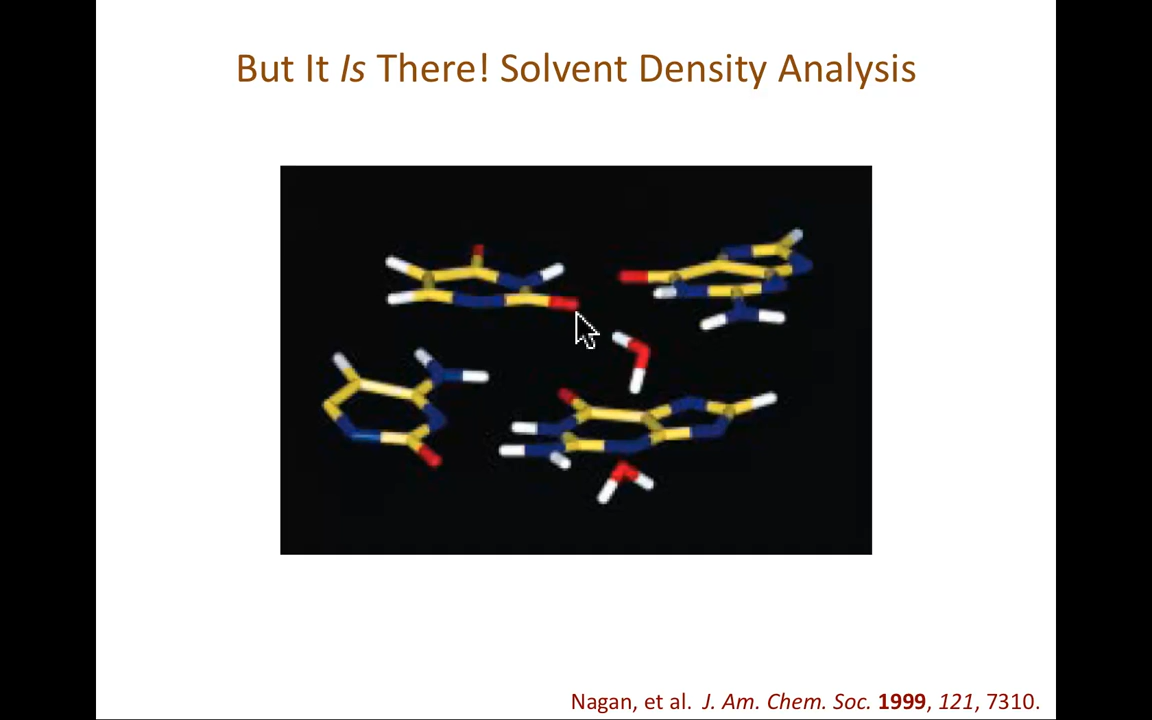 But It Is There! Solvent Density Analysis
Nagan, et al. J. Am. Chem. Soc. 1999, 121, 7310.